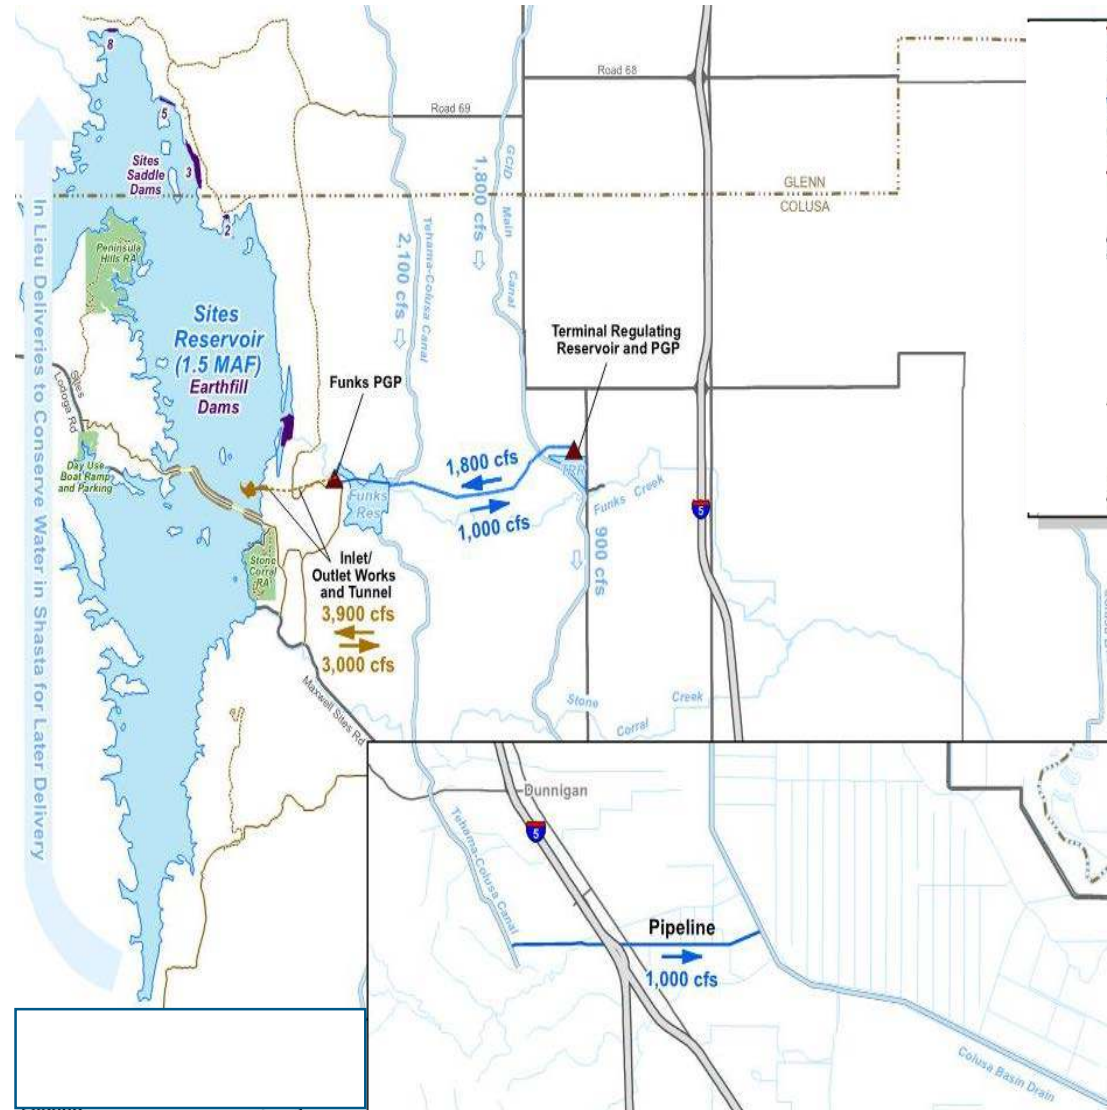 8
5
Sites
Saddle
Dams
3
2
Road 68
Road 69
GLENN
COLUSA
GCID Main Canal
1,800 cfs
Tehama-Colusa Canal
2,100 cfs
In Lieu Deliveries to Conserve Water in Shasta for Later Delivery
Peninsula
Hills RA
Sites
Reservoir
(1.5 MAF)
Earthfill
Dams
Sites
Lodoga Rd
Terminal Regulating
Reservoir and PGP
Funks PGP
Day Use
Boat Ramp
and Parking
1,800 cfs
1,000 cfs
TRR
Funks
Res
Funks Creek
5
900 cfs
Stone
Corral
RA
Inlet/
Outlet Works
and Tunnel
3,900 cfs
3,000 cfs
Maxwell Sites Rd
Stone Corral Creek
Dunnigan
5
Tehama-Colusa Canal
Pipeline
1,000 cfs
Colusa Basin Drain